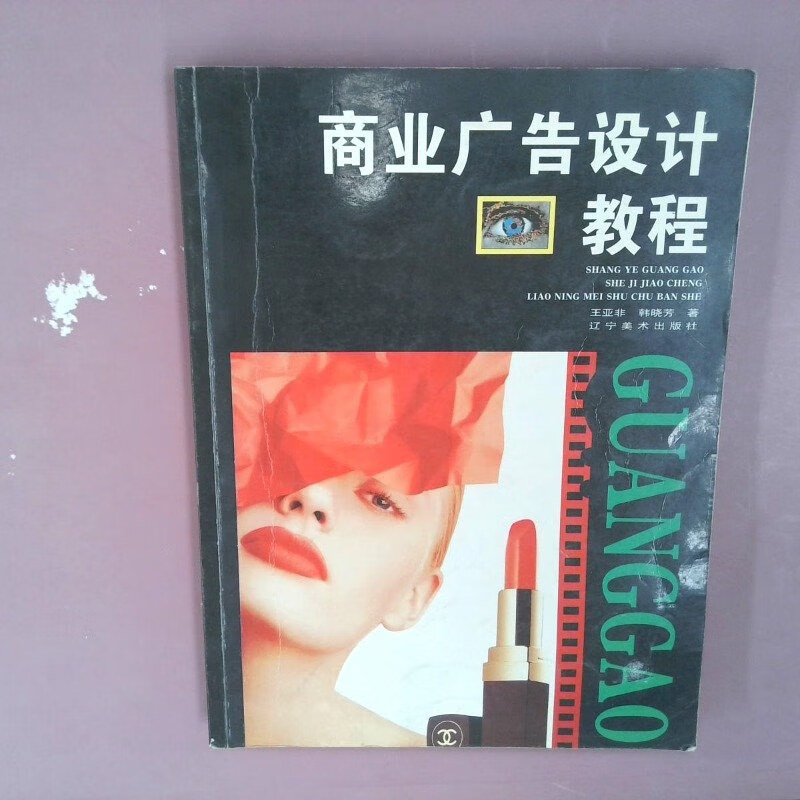 商业广告设计
教程
SHANG YE GUANG GAO
SHE JI JIAO CHENG
LIAO NING MEI SHU CHU BAN SHE
王亚非 韩晓芳 著
辽宁美术出版社
GUANGGAO